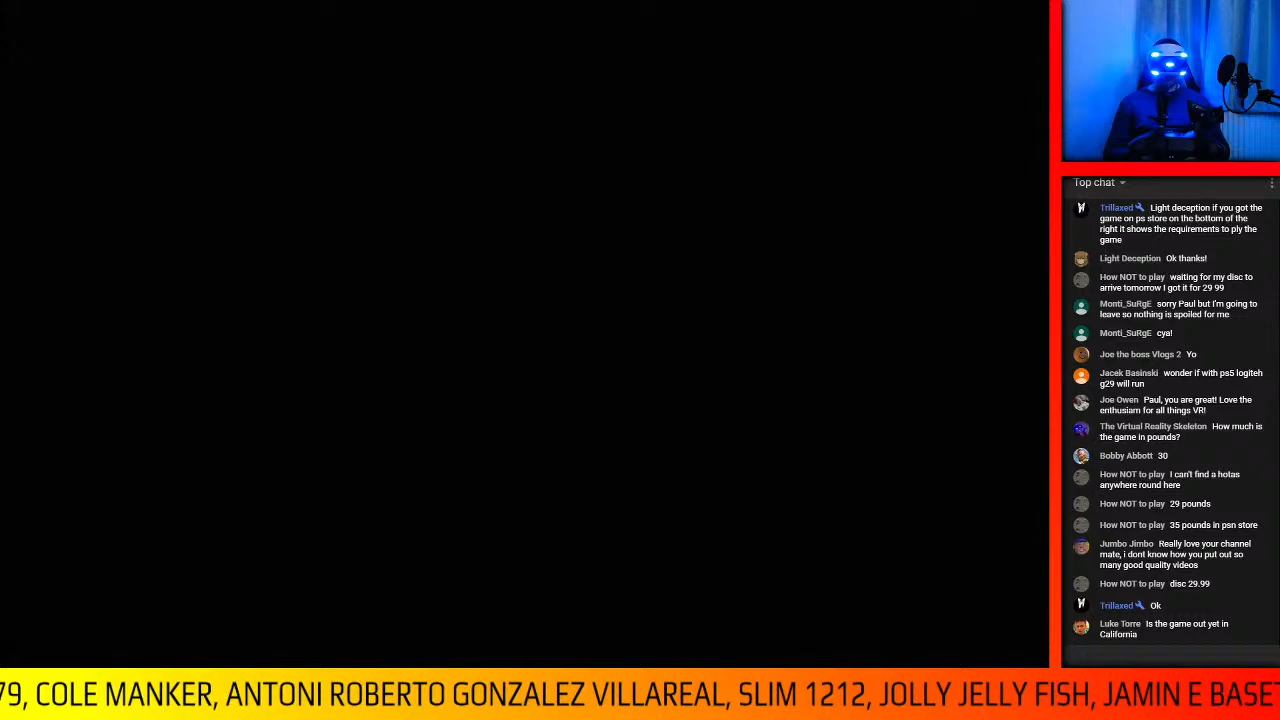 Top chat
Trillaxed Light deception if you got the
game on ps store on the bottom of the
right it shows the requirements to ply the
game
Light Deception Ok thanks!
How NOT to play waiting for my disc to
arrive tomorrow I got it for 29 99
Monti_SuRgE sorry Paul but I'm going to
leave so nothing is spoiled for me
Monti_SuRgE cya!
Joe the boss Vlogs 2 Yo
Jacek Basinski wonder if with ps5 logiteh
g29 will run
Joe Owen Paul, you are great! Love the
enthusiam for all things VR!
The Virtual Reality Skeleton How much is
the game in pounds?
Bobby Abbott 30
How NOT to play I can't find a hotas
anywhere round here
How NOT to play 29 pounds
How NOT to play 35 pounds in psn store
Jumbo Jimbo Really love your channel
mate, i dont know how you put out so
many good quality videos
How NOT to play disc 29.99
Trillaxed Ok
Luke Torre Is the game out yet in
California
79, COLE MANKER, ANTONI ROBERTO GONZALEZ VILLAREAL, SLIM 1212, JOLLY JELLY FISH, JAMIN E BASET